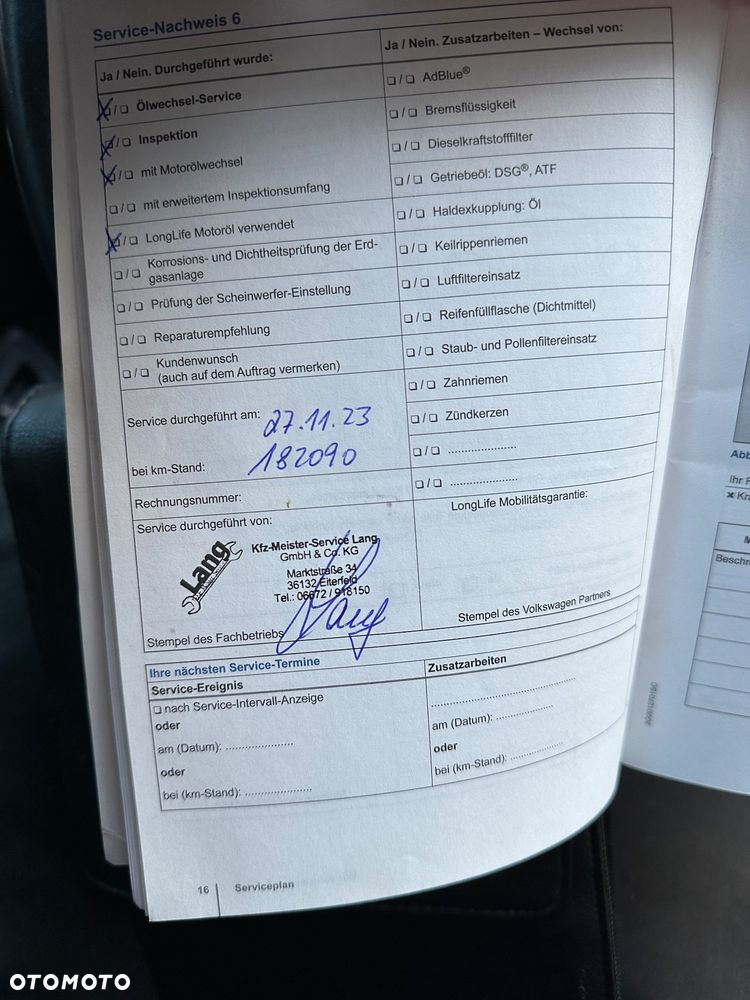 Service-Nachweis 6
Ja / Nein. Durchgeführt wurde:
❑ / ❑ Ölwechsel-Service
❑ / ❑ Inspektion
❑ / ❑ mit Motorölwechsel
❑ / ❑ mit erweitertem Inspektionsumfang
❑ / ❑ LongLife Motoröl verwendet
❑ / ❑ Korrosions- und Dichtheitsprüfung der Erd-
gasanlage
❑ / ❑ Prüfung der Scheinwerfer-Einstellung
❑ / ❑ Reparaturempfehlung
❑ / ❑ Kundenwunsch
(auch auf dem Auftrag vermerken)
Service durchgeführt am: 27.11.23
bei km-Stand: 182090
Rechnungsnummer:
Service durchgeführt von:
Lang
Kfz-Meister-Service Lang
GmbH & Co. KG
Marktstraße 34
36132 Eiterfeld
Tel.: 06672 / 918150
Lang
Stempel des Fachbetriebs
Ja / Nein. Zusatzarbeiten – Wechsel von:
❑ / ❑ AdBlue®
❑ / ❑ Bremsflüssigkeit
❑ / ❑ Dieselkraftstofffilter
❑ / ❑ Getriebeöl: DSG®, ATF
❑ / ❑ Haldexkupplung: Öl
❑ / ❑ Keilrippenriemen
❑ / ❑ Luftfiltereinsatz
❑ / ❑ Reifenfüllflasche (Dichtmittel)
❑ / ❑ Staub- und Pollenfiltereinsatz
❑ / ❑ Zahnriemen
❑ / ❑ Zündkerzen
❑ / ❑ ....................
❑ / ❑ ....................
LongLife Mobilitätsgarantie:
Stempel des Volkswagen Partners
Ihre nächsten Service-Termine
Service-Ereignis
❑ nach Service-Intervall-Anzeige
oder
am (Datum): ....................
oder
bei (km-Stand): ....................
Zusatzarbeiten
........................................
am (Datum): ................
oder
bei (km-Stand): ................
16 Serviceplan
Abb
Ihr F
✖ Kra
M
Beschr
OTOMOTO